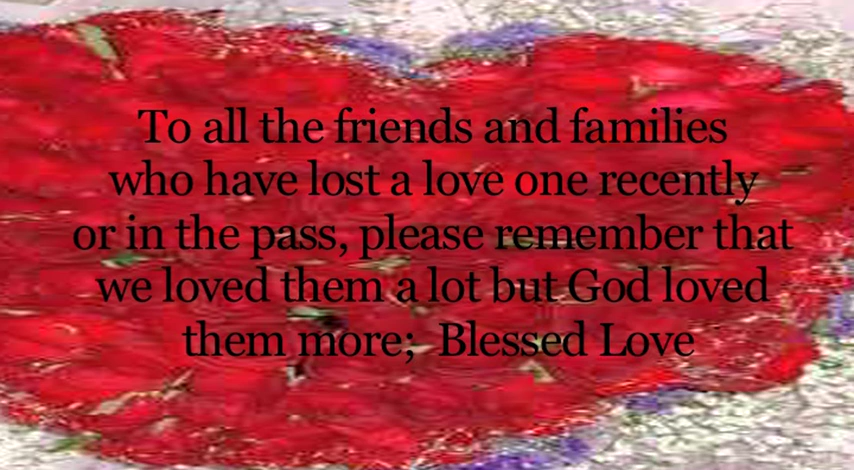 To all the friends and families
who have lost a love one recently
or in the pass, please remember that
we loved them a lot but God loved
them more;  Blessed Love